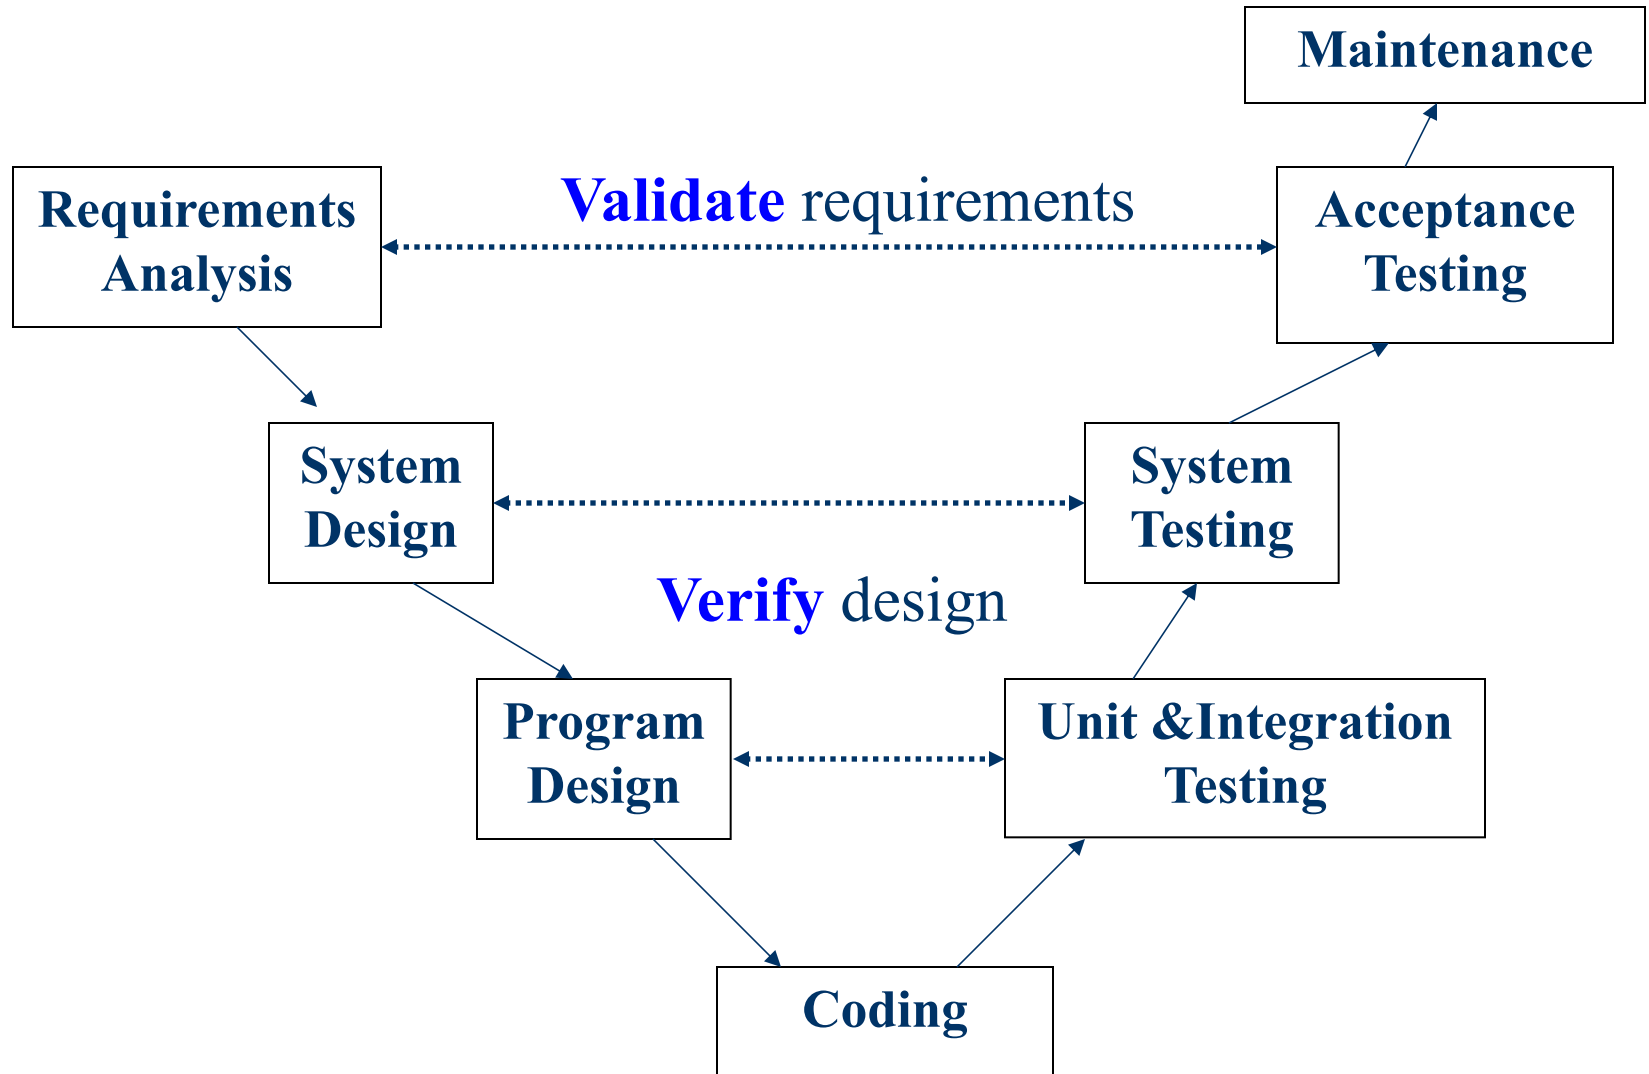 Maintenance
Requirements
Analysis
Validate requirements
Acceptance
Testing
System
Design
System
Testing
Verify design
Program
Design
Unit &Integration
Testing
Coding